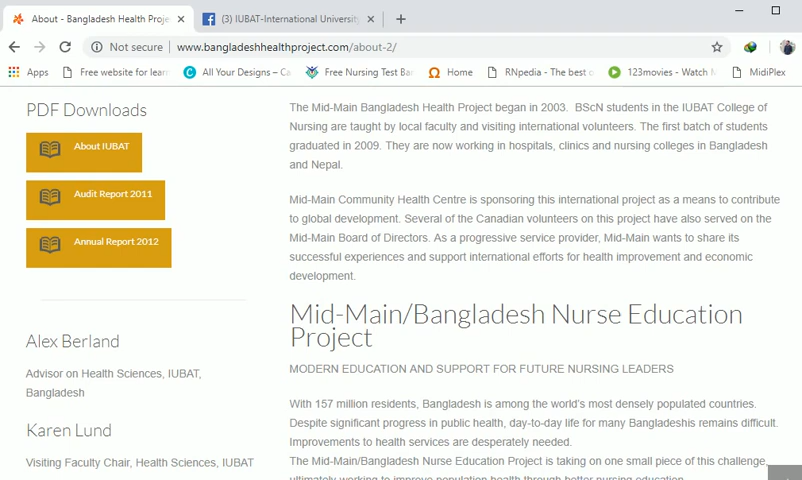 About - Bangladesh Health Proje
(3) IUBAT-International University
Not secure www.bangladeshhealthproject.com/about-2/
Apps Free website for lear All Your Designs – Ca Free Nursing Test Bar Home RNpedia - The best o 123movies - Watch M MidiPlex
PDF Downloads
About IUBAT
Audit Report 2011
Annual Report 2012
Alex Berland
Advisor on Health Sciences, IUBAT,
Bangladesh
Karen Lund
Visiting Faculty Chair, Health Sciences, IUBAT
The Mid-Main Bangladesh Health Project began in 2003. BScN students in the IUBAT College of
Nursing are taught by local faculty and visiting international volunteers. The first batch of students
graduated in 2009. They are now working in hospitals, clinics and nursing colleges in Bangladesh
and Nepal.
Mid-Main Community Health Centre is sponsoring this international project as a means to contribute
to global development. Several of the Canadian volunteers on this project have also served on the
Mid-Main Board of Directors. As a progressive service provider, Mid-Main wants to share its
successful experiences and support international efforts for health improvement and economic
development.
Mid-Main/Bangladesh Nurse Education
Project
MODERN EDUCATION AND SUPPORT FOR FUTURE NURSING LEADERS
With 157 million residents, Bangladesh is among the world's most densely populated countries.
Despite significant progress in public health, day-to-day life for many Bangladeshis remains difficult.
Improvements to health services are desperately needed.
The Mid-Main/Bangladesh Nurse Education Project is taking on one small piece of this challenge,
ultimately working to improve population health through better nursing education.